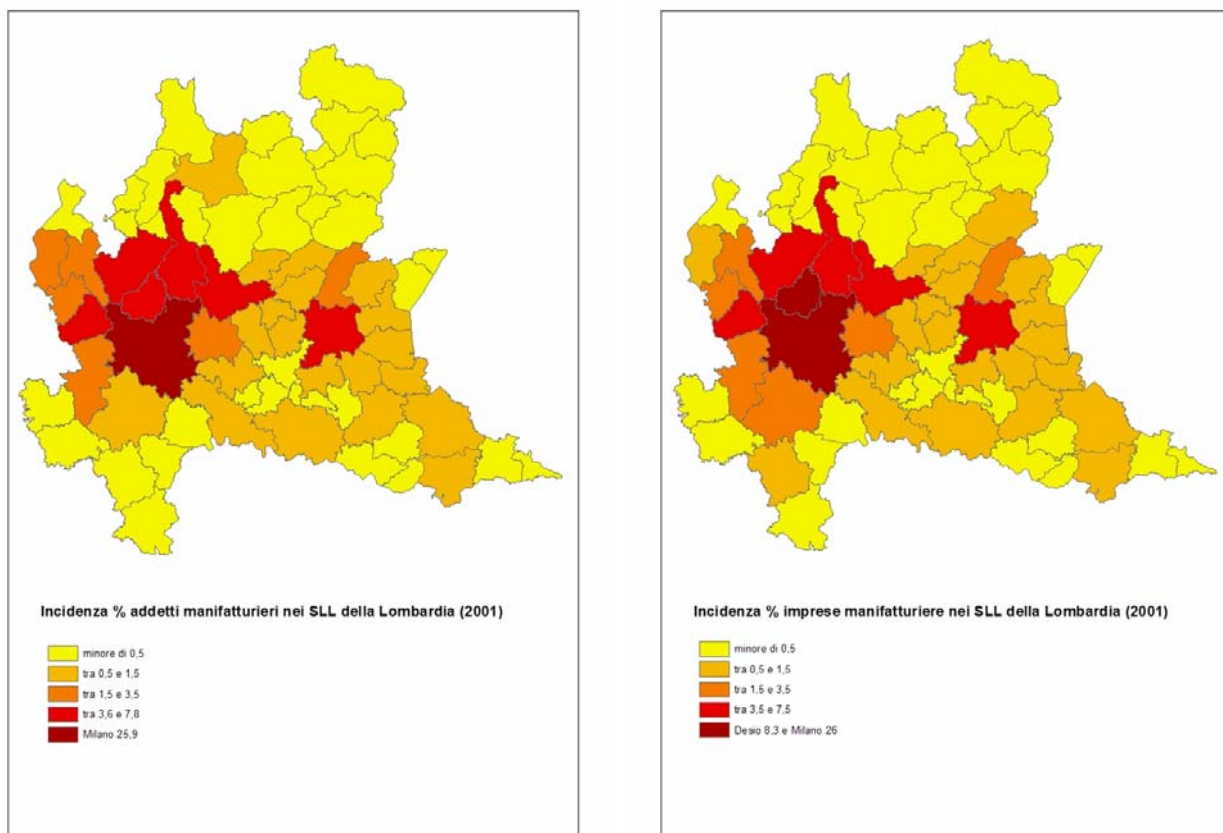 Incidenza % addetti manifatturieri nei SLL della Lombardia (2001)
minore di 0,5
tra 0,5 e 1,5
tra 1,5 e 3,5
tra 3,6 e 7,8
Milano 25,9
Incidenza % imprese manifatturiere nei SLL della Lombardia (2001)
minore di 0,5
tra 0,5 e 1,5
tra 1,5 e 3,5
tra 3,5 e 7,5
Desio 8,3 e Milano 26